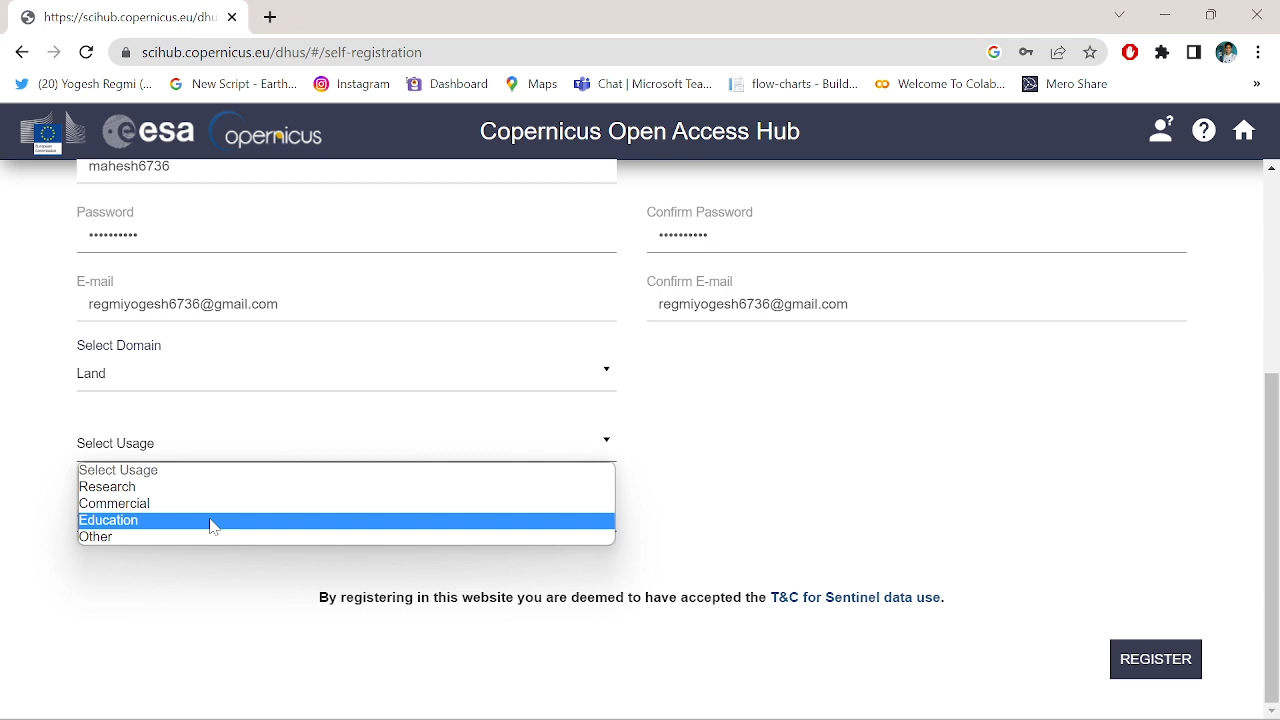 https://scihub.copernicus.eu/dhu
scihub.copernicus.eu/dhus/#/self-registration
(20) Yogesh Regmi (...
New Script - Earth...
Instagram
Dashboard
Maps
Chat | Microsoft Tea...
flow-charts - Build...
Welcome To Colab...
Mero Share
»
European
Commission
esa
opernicus
Copernicus Open Access Hub
mahesh6736
Password
Confirm Password
••••••••••
••••••••••
E-mail
Confirm E-mail
regmiyogesh6736@gmail.com
regmiyogesh6736@gmail.com
Select Domain
Land
Select Usage
Select Usage
Research
Commercial
Education
Other
By registering in this website you are deemed to have accepted the T&C for Sentinel data use.
REGISTER